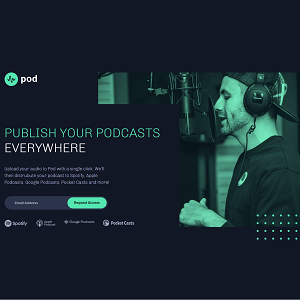 pod
PUBLISH YOUR PODCASTS
EVERYWHERE
Upload your audio to Pod with a single click. We'll
then distribute your podcast to Spotify, Apple
Podcasts, Google Podcasts, Pocket Casts and more!
Email Address
Request Access
Spotify
Apple Podcast
Google Podcasts
Pocket Casts